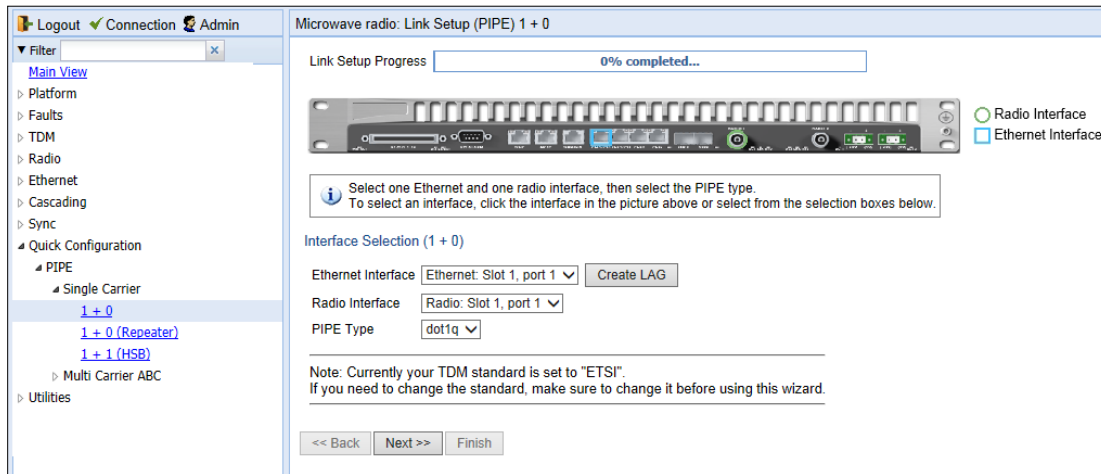 Logout Connection Admin
Filter
Main View
Platform
Faults
TDM
Radio
Ethernet
Cascading
Sync
Quick Configuration
PIPE
Single Carrier
1 + 0
1 + 0 (Repeater)
1 + 1 (HSB)
Multi Carrier ABC
Utilities
Microwave radio: Link Setup (PIPE) 1 + 0
Link Setup Progress 0% completed...
Radio Interface
Ethernet Interface
Select one Ethernet and one radio interface, then select the PIPE type.
To select an interface, click the interface in the picture above or select from the selection boxes below.
Interface Selection (1 + 0)
Ethernet Interface Ethernet: Slot 1, port 1 Create LAG
Radio Interface Radio: Slot 1, port 1
PIPE Type dot1q
Note: Currently your TDM standard is set to "ETSI".
If you need to change the standard, make sure to change it before using this wizard.
<< Back Next >> Finish